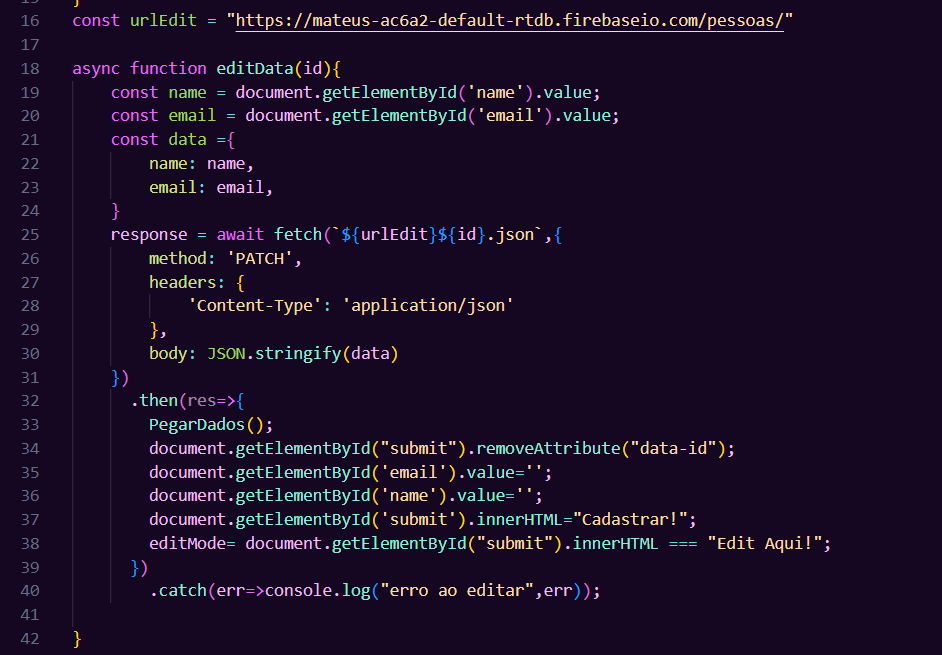 16 const urlEdit = "https://mateus-ac6a2-default-rtdb.firebaseio.com/pessoas/"
17
18 async function editData(id){
19     const name = document.getElementById('name').value;
20     const email = document.getElementById('email').value;
21     const data ={
22         name: name,
23         email: email,
24     }
25     response = await fetch(`${urlEdit}${id}.json`,{
26         method: 'PATCH',
27         headers: {
28             'Content-Type': 'application/json'
29         },
30         body: JSON.stringify(data)
31     })
32       .then(res=>{
33         PegarDados();
34         document.getElementById("submit").removeAttribute("data-id");
35         document.getElementById('email').value='';
36         document.getElementById('name').value='';
37         document.getElementById('submit').innerHTML="Cadastrar!";
38         editMode= document.getElementById("submit").innerHTML === "Edit Aqui!";
39       })
40         .catch(err=>console.log("erro ao editar",err));
41
42 }